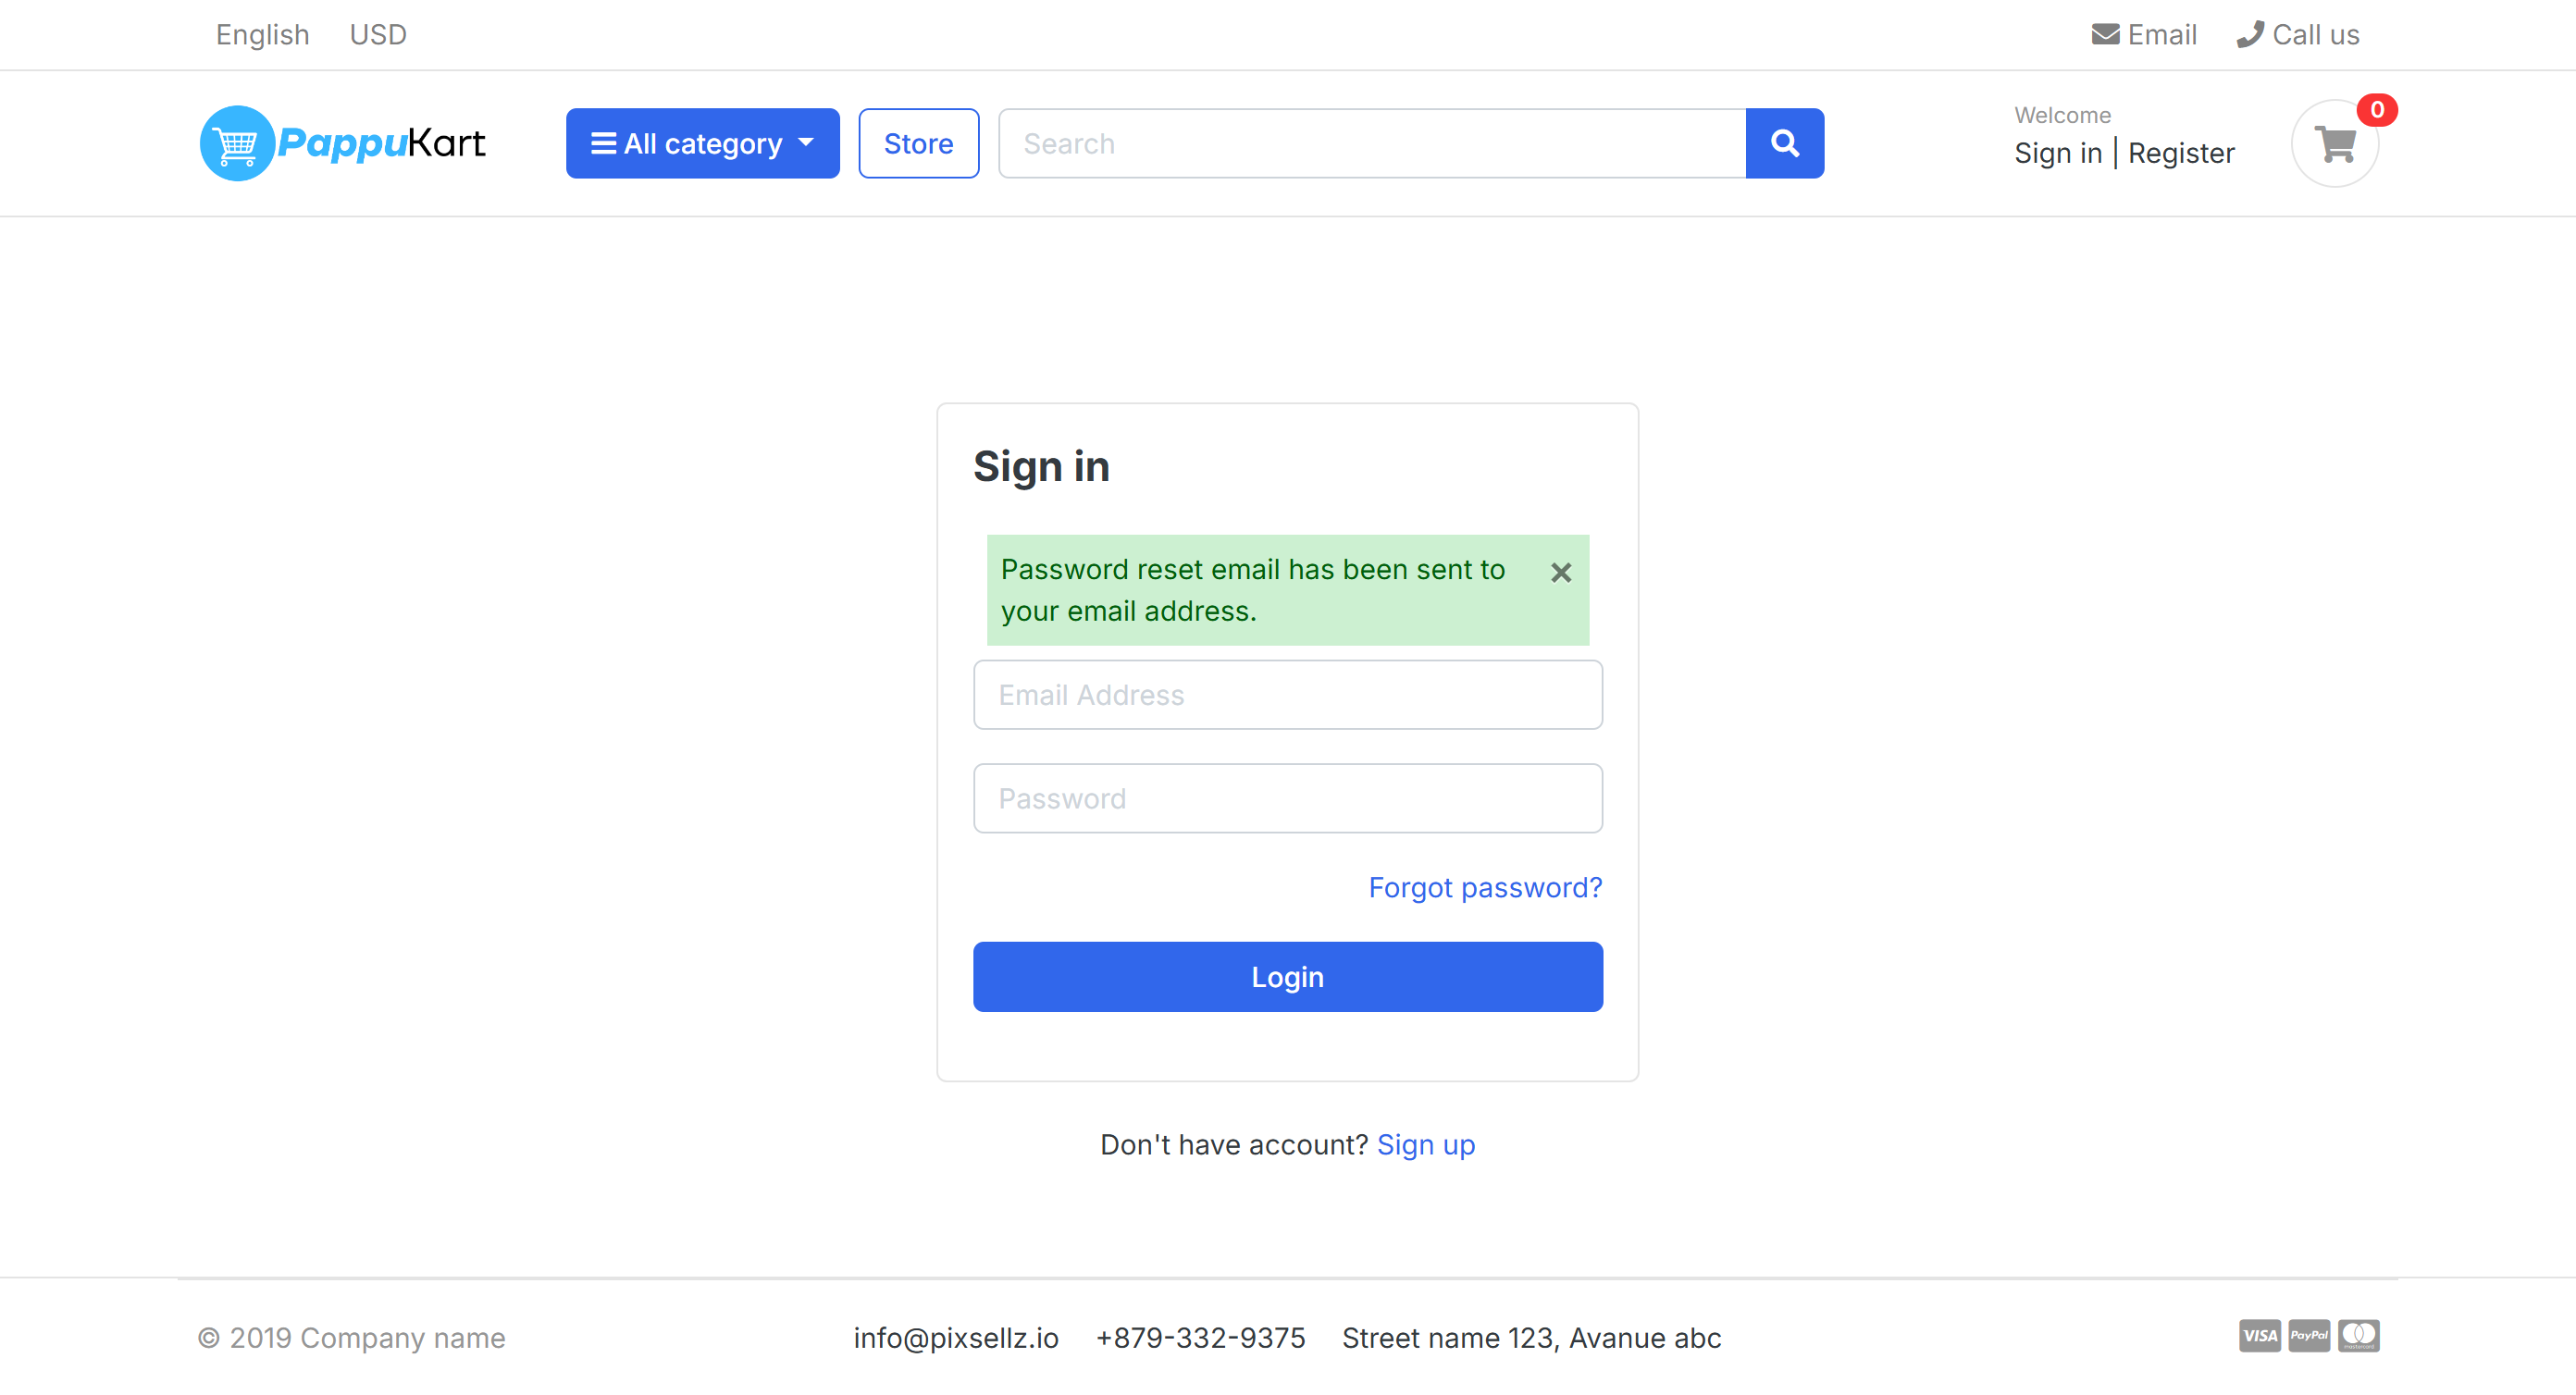 English USD Email Call us
PappuKart All category Store Search Welcome 0
Sign in | Register
Sign in
Password reset email has been sent to ×
your email address.
Email Address
Password
Forgot password?
Login
Don't have account? Sign up
© 2019 Company name info@pixsellz.io +879-332-9375 Street name 123, Avanue abc VISA PayPal mastercard